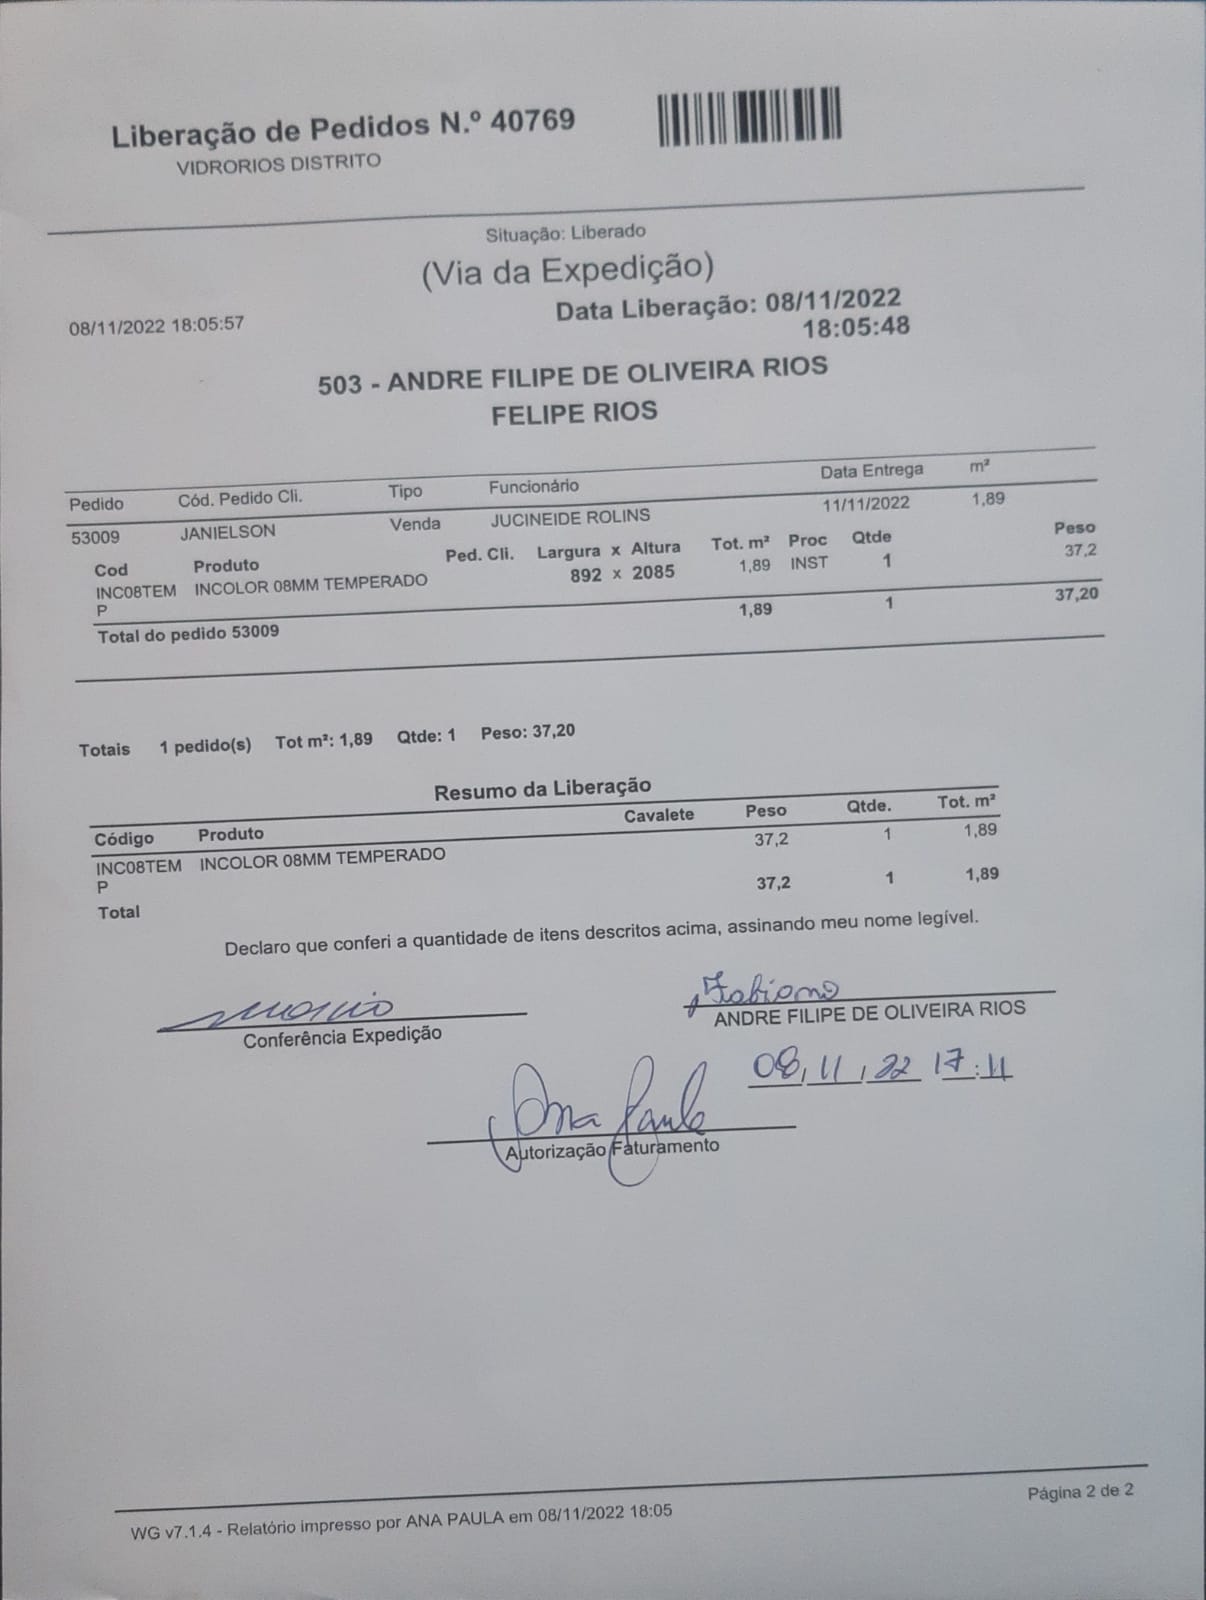 Liberação de Pedidos N.º 40769
VIDRORIOS DISTRITO
Situação: Liberado
(Via da Expedição)
08/11/2022 18:05:57
Data Liberação: 08/11/2022
18:05:48
503 - ANDRE FILIPE DE OLIVEIRA RIOS
FELIPE RIOS
Pedido Cód. Pedido Cli. Tipo Funcionário Data Entrega m²
53009 JANIELSON Venda JUCINEIDE ROLINS 11/11/2022 1,89
Cod Produto Ped. Cli. Largura x Altura Tot. m² Proc Qtde Peso
INC08TEM INCOLOR 08MM TEMPERADO 892 x 2085 1,89 INST 1 37,2
P
Total do pedido 53009 1,89 1 37,20
Totais 1 pedido(s) Tot m²: 1,89 Qtde: 1 Peso: 37,20
Resumo da Liberação
Código Produto Cavalete Peso Qtde. Tot. m²
INC08TEM INCOLOR 08MM TEMPERADO 37,2 1 1,89
P
Total 37,2 1 1,89
Declaro que conferi a quantidade de itens descritos acima, assinando meu nome legível.
Fabiano
Conferência Expedição
ANDRE FILIPE DE OLIVEIRA RIOS
08/11/22 17:11
Ana Paula
Autorização Faturamento
WG v7.1.4 - Relatório impresso por ANA PAULA em 08/11/2022 18:05
Página 2 de 2